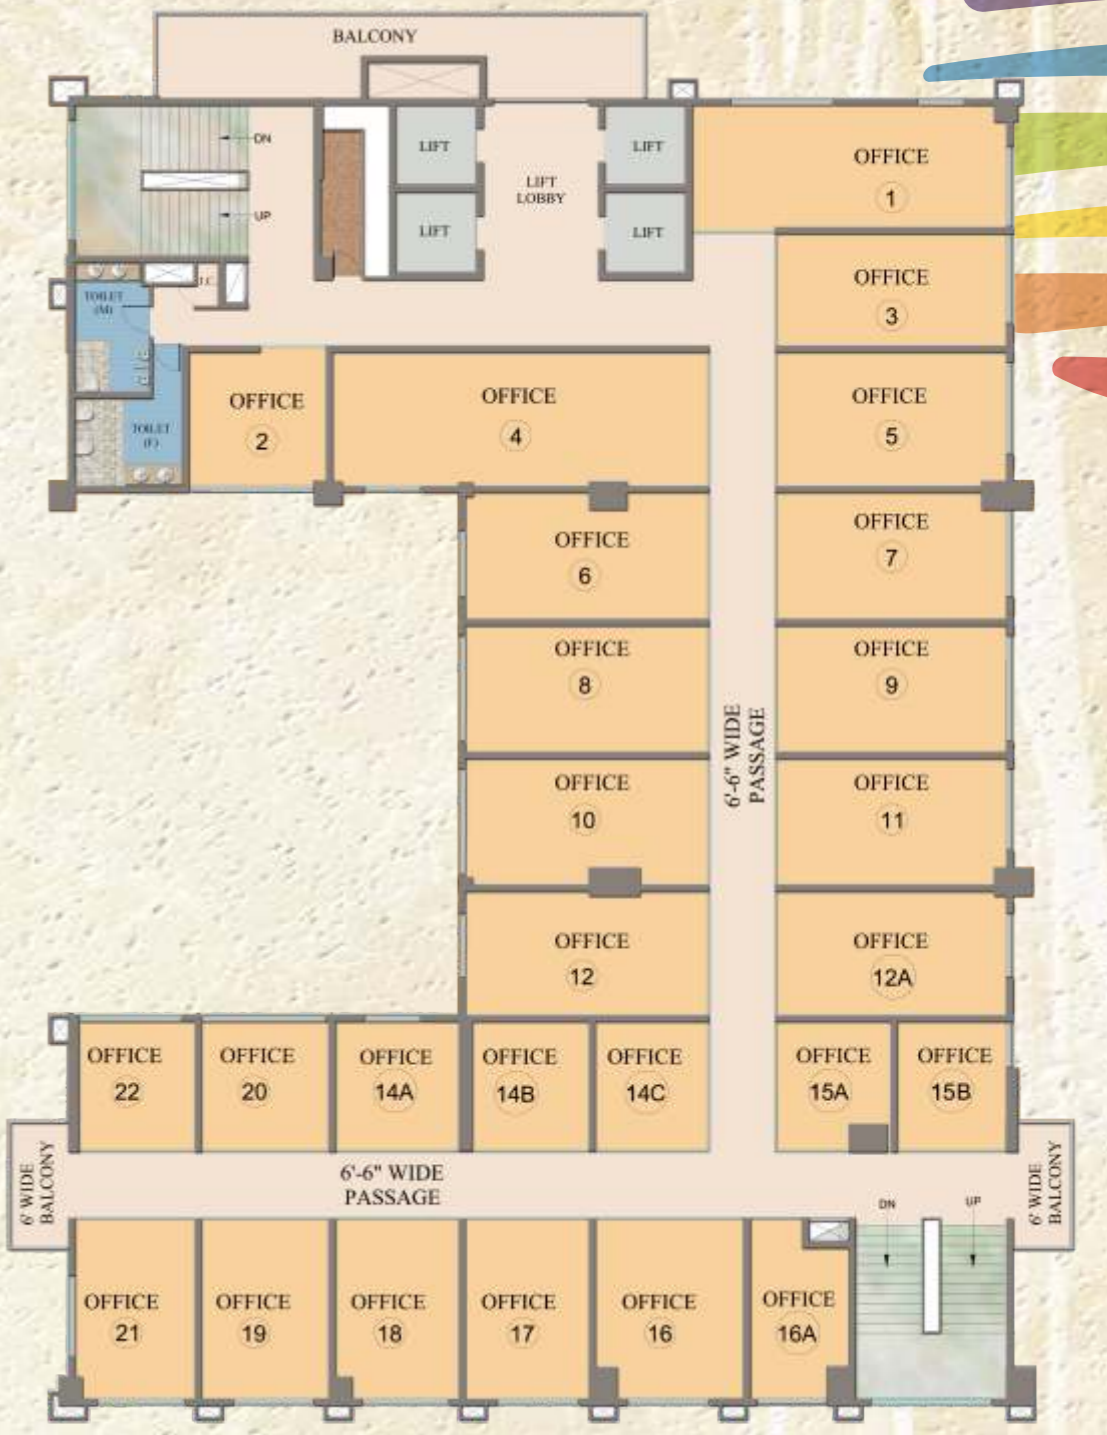 BALCONY
DN
UP
LIFT
LIFT
LIFT
LOBBY
LIFT
LIFT
OFFICE
1
OFFICE
3
TOILET
(M)
TOILET
(F)
OFFICE
2
OFFICE
4
OFFICE
5
OFFICE
6
OFFICE
7
OFFICE
8
OFFICE
9
6'-6" WIDE
PASSAGE
OFFICE
10
OFFICE
11
OFFICE
12
OFFICE
12A
OFFICE
22
OFFICE
20
OFFICE
14A
OFFICE
14B
OFFICE
14C
OFFICE
15A
OFFICE
15B
6' WIDE
BALCONY
6'-6" WIDE
PASSAGE
DN
UP
6' WIDE
BALCONY
OFFICE
21
OFFICE
19
OFFICE
18
OFFICE
17
OFFICE
16
OFFICE
16A